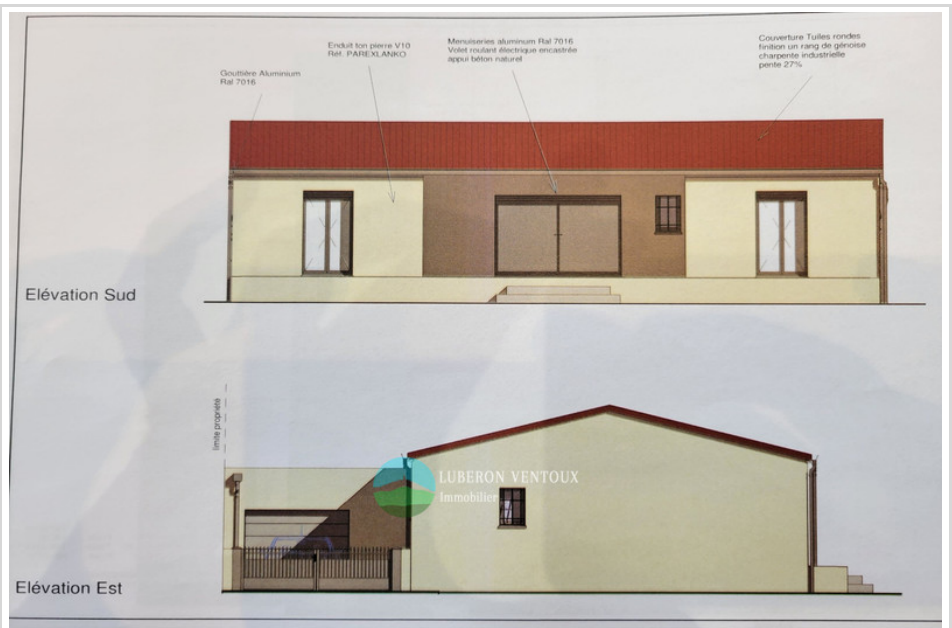 Gouttière Aluminium
Ral 7016
Enduit ton pierre V10
Réf. PAREXLANKO
Menuiseries aluminum Ral 7016
Volet roulant électrique encastrée
appui béton naturel
Couverture Tuiles rondes
finition un rang de génoise
charpente industrielle
pente 27%
Elévation Sud
limite propriété
LUBERON VENTOUX
Immobilier
Elévation Est